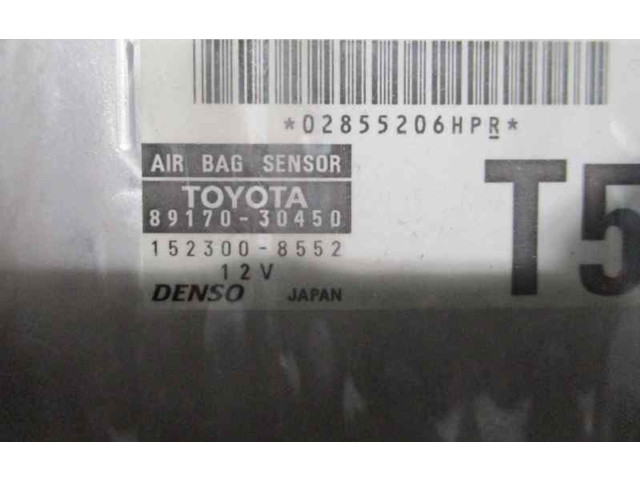 *02855206HPR*
AIR BAG SENSOR
TOYOTA
89170-30450
152300-8552
12V
DENSO JAPAN
T5